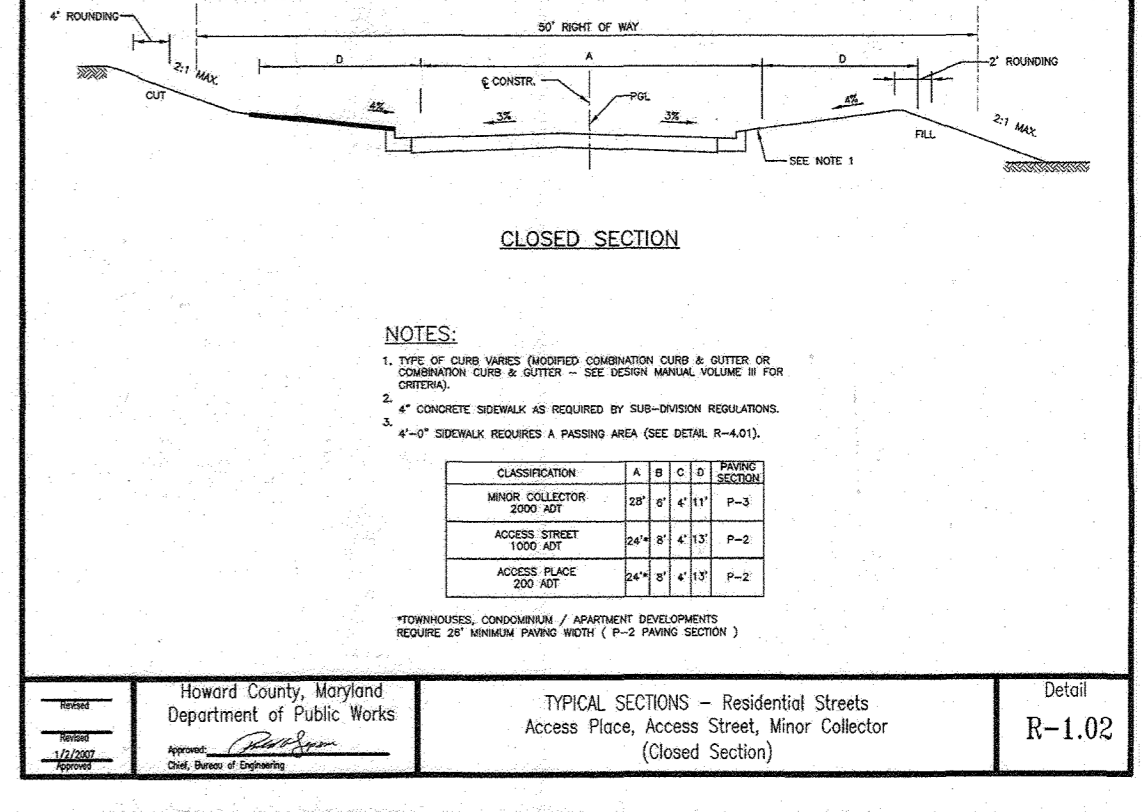 4' ROUNDING
50' RIGHT OF WAY
D
A
D
2' ROUNDING
2:1 MAX.
CUT
℄ CONSTR.
PGL
4%
3%
3%
4%
2:1 MAX.
FILL
SEE NOTE 1
CLOSED SECTION
NOTES:
1. TYPE OF CURB VARIES (MODIFIED COMBINATION CURB & GUTTER OR
COMBINATION CURB & GUTTER – SEE DESIGN MANUAL VOLUME III FOR
CRITERIA).
2.
4" CONCRETE SIDEWALK AS REQUIRED BY SUB-DIVISION REGULATIONS.
3.
4'-0" SIDEWALK REQUIRES A PASSING AREA (SEE DETAIL R-4.01).
CLASSIFICATION A B C D PAVING SECTION
MINOR COLLECTOR 2000 ADT 28' 6' 4' 11' P-3
ACCESS STREET 1000 ADT 24'* 8' 4' 13' P-2
ACCESS PLACE 200 ADT 24'* 8' 4' 13' P-2
*TOWNHOUSES, CONDOMINIUM / APARTMENT DEVELOPMENTS
REQUIRE 26' MINIMUM PAVING WIDTH ( P-2 PAVING SECTION )
Revised
Revised
1/2/2007
Approved
Howard County, Maryland
Department of Public Works
Approved:
Chief, Bureau of Engineering
TYPICAL SECTIONS – Residential Streets
Access Place, Access Street, Minor Collector
(Closed Section)
Detail
R-1.02